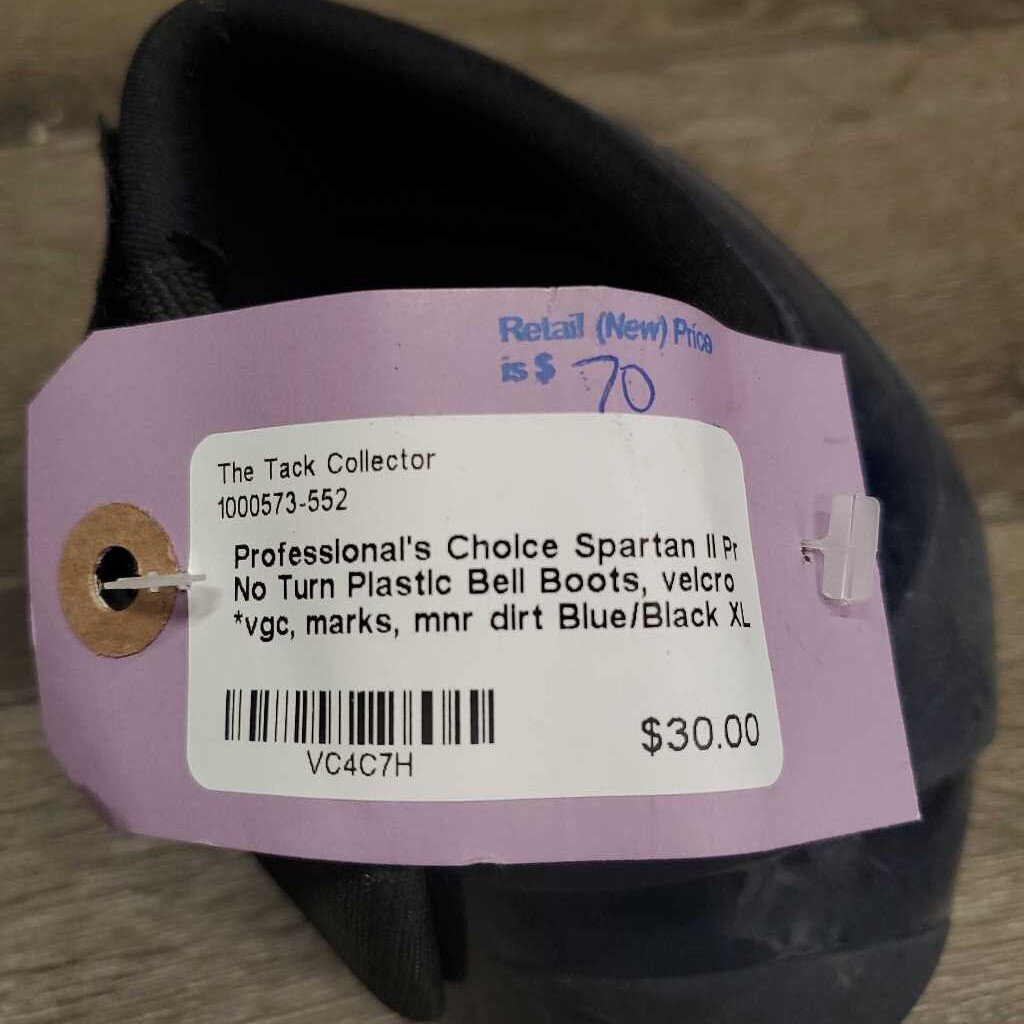 Retail (New) Price
is $ 70
The Tack Collector
1000573-552
Professional's Choice Spartan II Pr
No Turn Plastic Bell Boots, velcro
*vgc, marks, mnr dirt Blue/Black XL
VC4C7H
$30.00